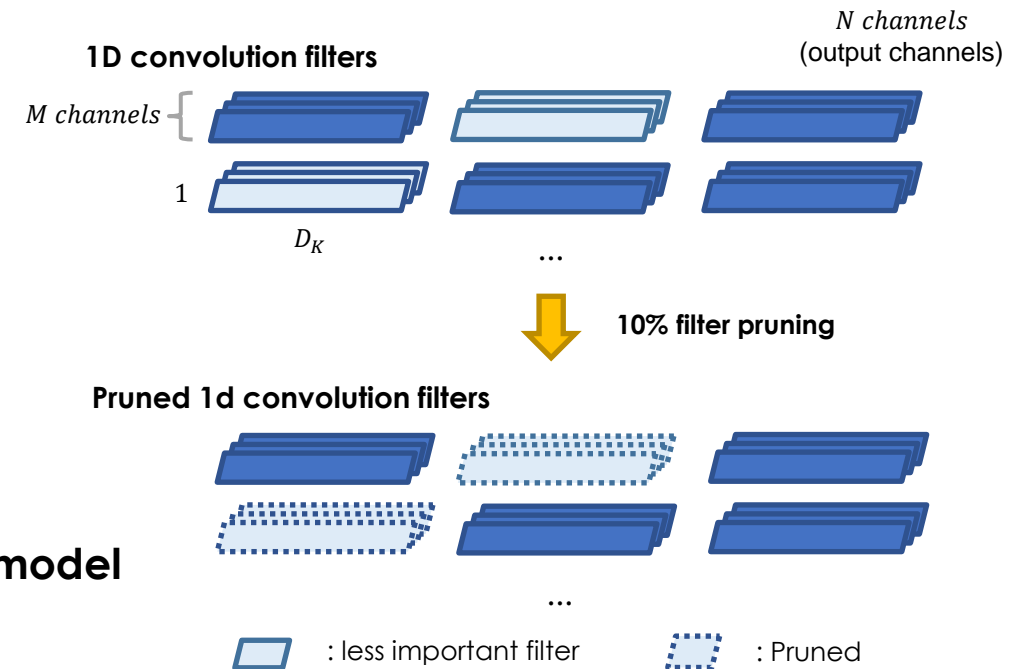 N channels
(output channels)
1D convolution filters
M channels
1
D_K
...
10% filter pruning
Pruned 1d convolution filters
model
...
: less important filter
: Pruned